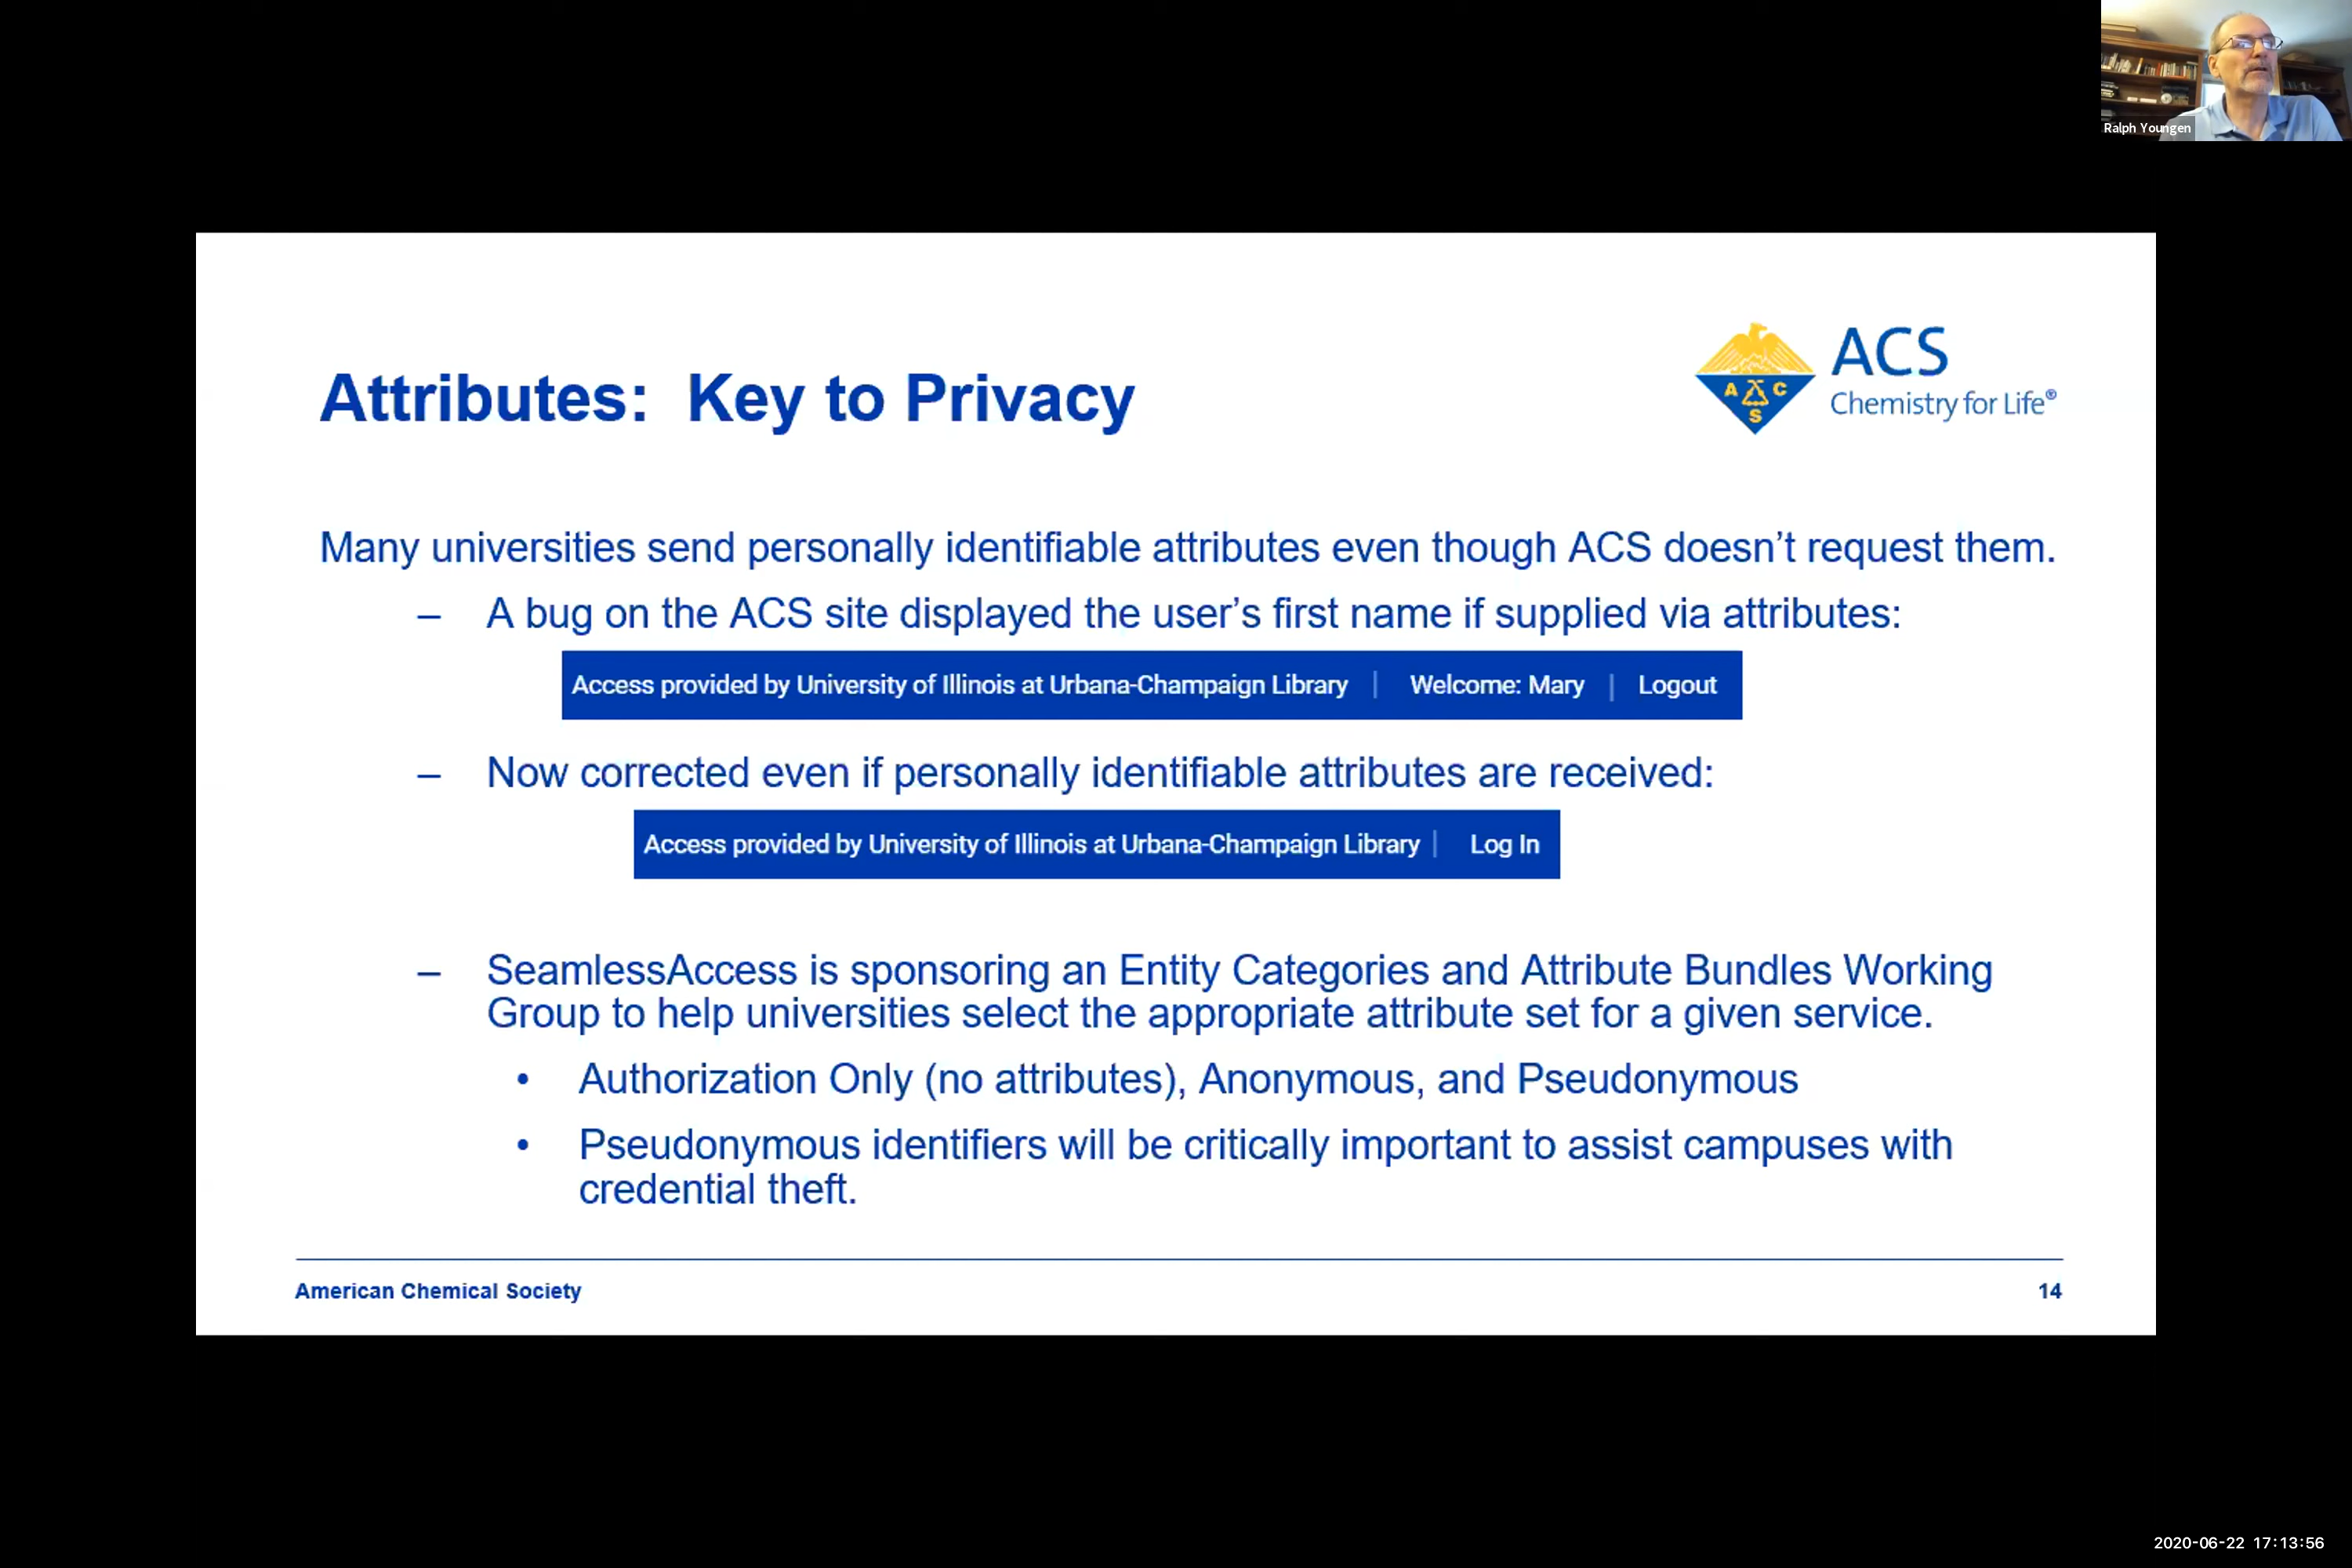 Ralph Youngen
ACS
Chemistry for Life®
A C
S
Attributes: Key to Privacy
Many universities send personally identifiable attributes even though ACS doesn’t request them.
– A bug on the ACS site displayed the user’s first name if supplied via attributes:
Access provided by University of Illinois at Urbana-Champaign Library | Welcome: Mary | Logout
– Now corrected even if personally identifiable attributes are received:
Access provided by University of Illinois at Urbana-Champaign Library | Log In
– SeamlessAccess is sponsoring an Entity Categories and Attribute Bundles Working
Group to help universities select the appropriate attribute set for a given service.
• Authorization Only (no attributes), Anonymous, and Pseudonymous
• Pseudonymous identifiers will be critically important to assist campuses with
credential theft.
American Chemical Society
14
2020-06-22 17:13:56